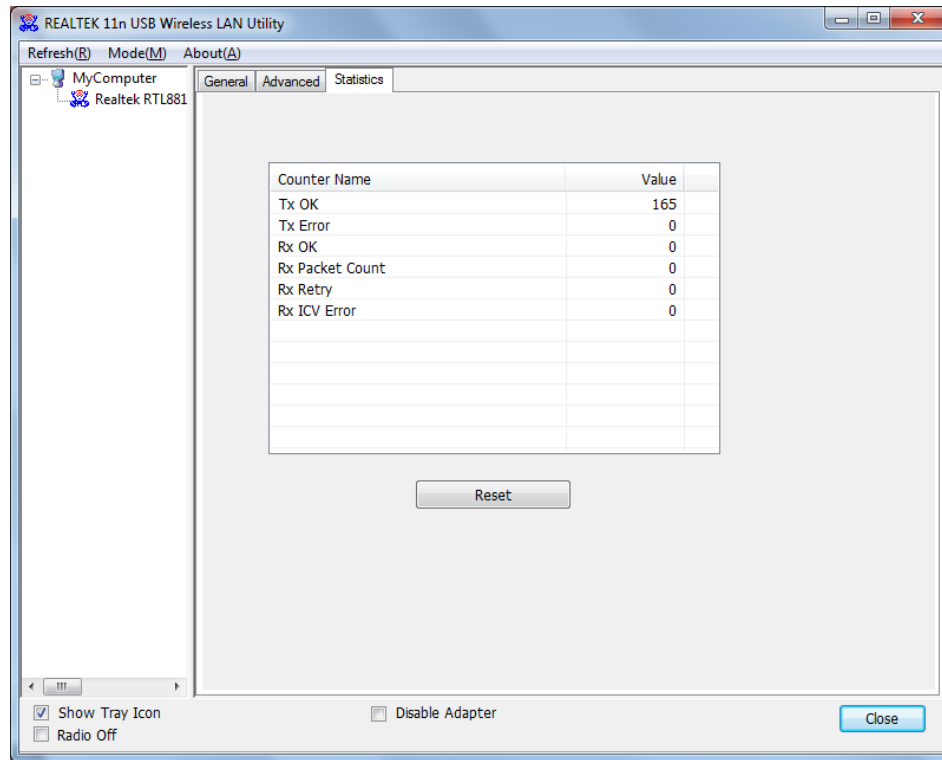 REALTEK 11n USB Wireless LAN Utility
Refresh(R) Mode(M) About(A)
MyComputer
Realtek RTL881
General Advanced Statistics
Counter Name Value
Tx OK 165
Tx Error 0
Rx OK 0
Rx Packet Count 0
Rx Retry 0
Rx ICV Error 0
Reset
Show Tray Icon
Radio Off
Disable Adapter
Close